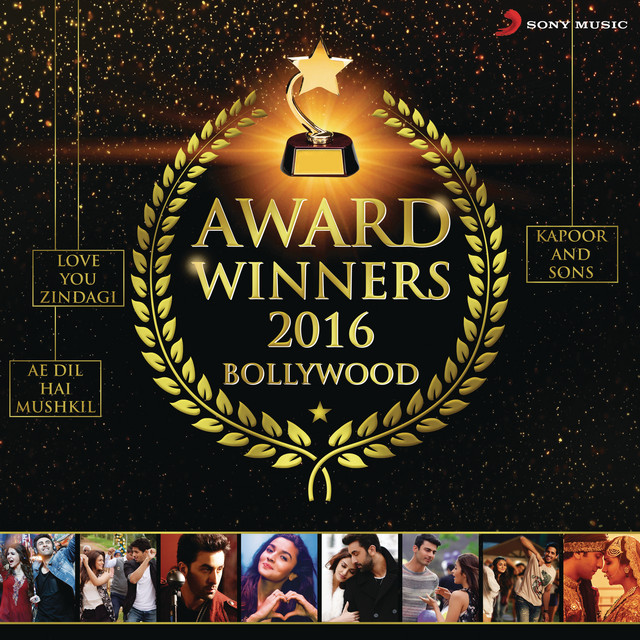 SONY MUSIC
AWARD
WINNERS
2016
BOLLYWOOD
LOVE
YOU
ZINDAGI
AE DIL
HAI
MUSHKIL
KAPOOR
AND
SONS